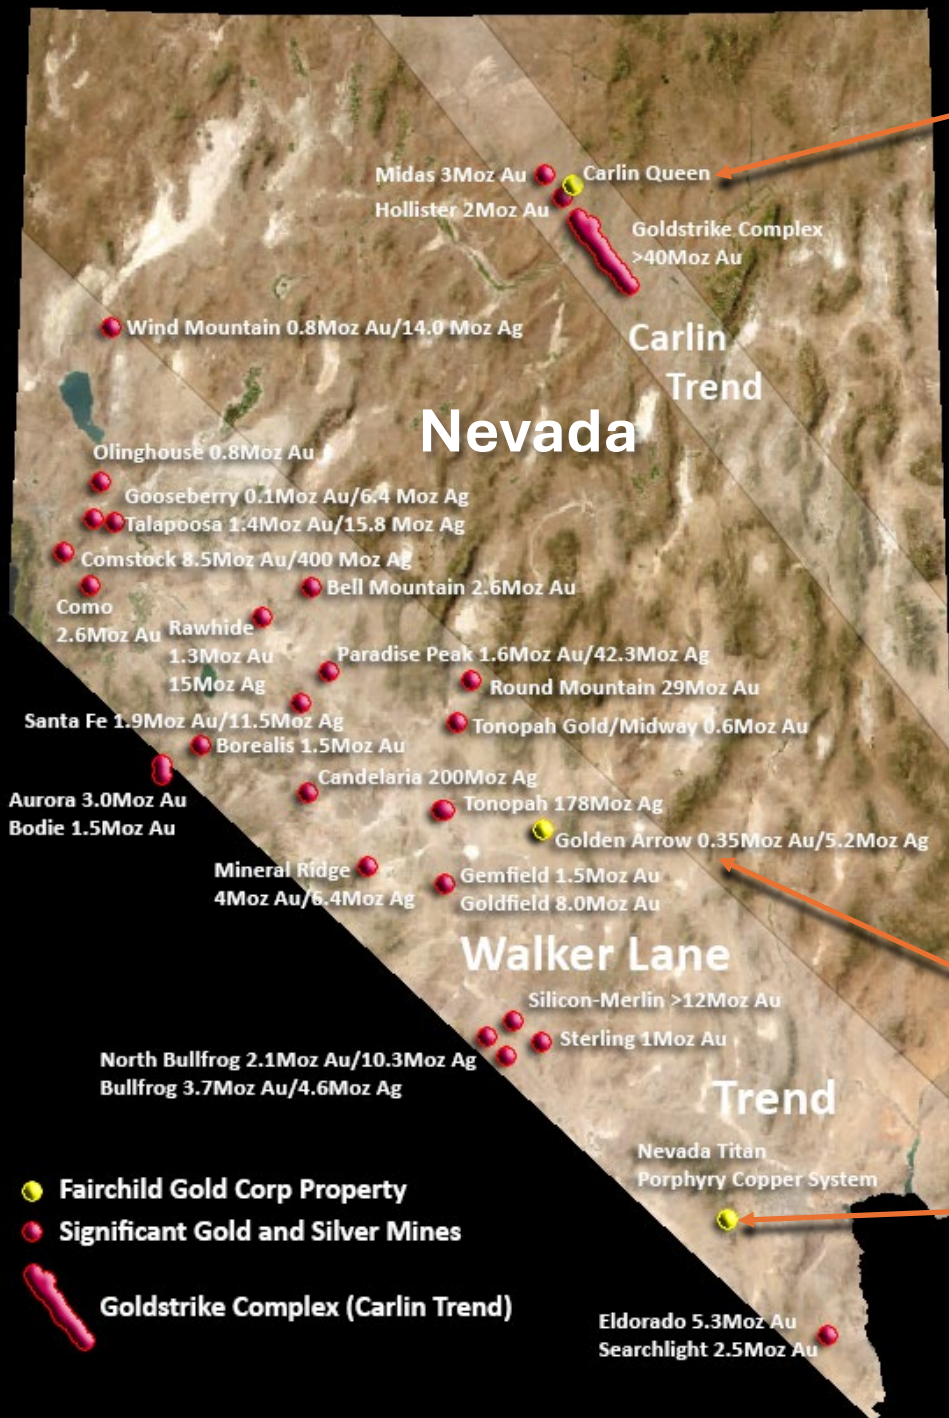 Midas 3Moz Au
Carlin Queen
Hollister 2Moz Au
Goldstrike Complex
>40Moz Au
Wind Mountain 0.8Moz Au/14.0 Moz Ag
Carlin
Trend
Nevada
Olinghouse 0.8Moz Au
Gooseberry 0.1Moz Au/6.4 Moz Ag
Talapoosa 1.4Moz Au/15.8 Moz Ag
Comstock 8.5Moz Au/400 Moz Ag
Bell Mountain 2.6Moz Au
Como
2.6Moz Au
Rawhide
1.3Moz Au
15Moz Ag
Paradise Peak 1.6Moz Au/42.3Moz Ag
Round Mountain 29Moz Au
Santa Fe 1.9Moz Au/11.5Moz Ag
Tonopah Gold/Midway 0.6Moz Au
Borealis 1.5Moz Au
Candelaria 200Moz Ag
Aurora 3.0Moz Au
Bodie 1.5Moz Au
Tonopah 178Moz Ag
Golden Arrow 0.35Moz Au/5.2Moz Ag
Mineral Ridge
4Moz Au/6.4Moz Ag
Gemfield 1.5Moz Au
Goldfield 8.0Moz Au
Walker Lane
Silicon-Merlin >12Moz Au
Sterling 1Moz Au
North Bullfrog 2.1Moz Au/10.3Moz Ag
Bullfrog 3.7Moz Au/4.6Moz Ag
Trend
Nevada Titan
Porphyry Copper System
Fairchild Gold Corp Property
Significant Gold and Silver Mines
Goldstrike Complex (Carlin Trend)
Eldorado 5.3Moz Au
Searchlight 2.5Moz Au